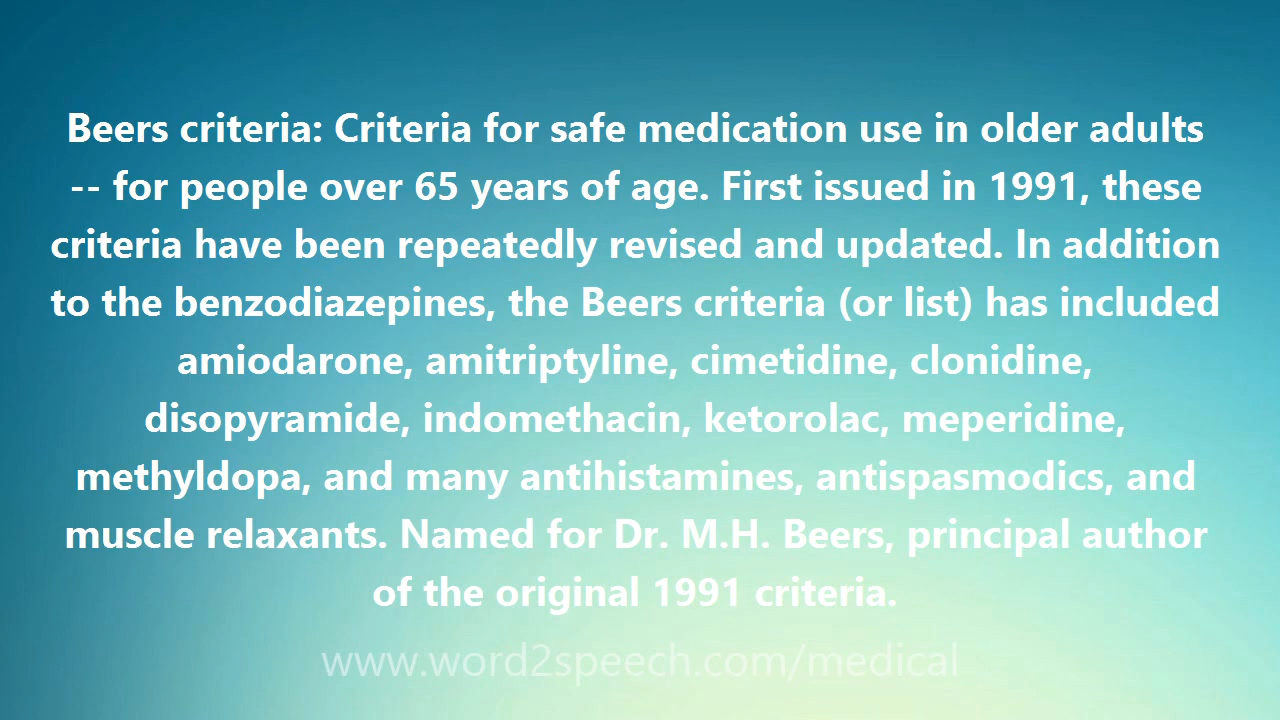 Beers criteria: Criteria for safe medication use in older adults
-- for people over 65 years of age. First issued in 1991, these
criteria have been repeatedly revised and updated. In addition
to the benzodiazepines, the Beers criteria (or list) has included
amiodarone, amitriptyline, cimetidine, clonidine,
disopyramide, indomethacin, ketorolac, meperidine,
methyldopa, and many antihistamines, antispasmodics, and
muscle relaxants. Named for Dr. M.H. Beers, principal author
of the original 1991 criteria.
www.word2speech.com/medical